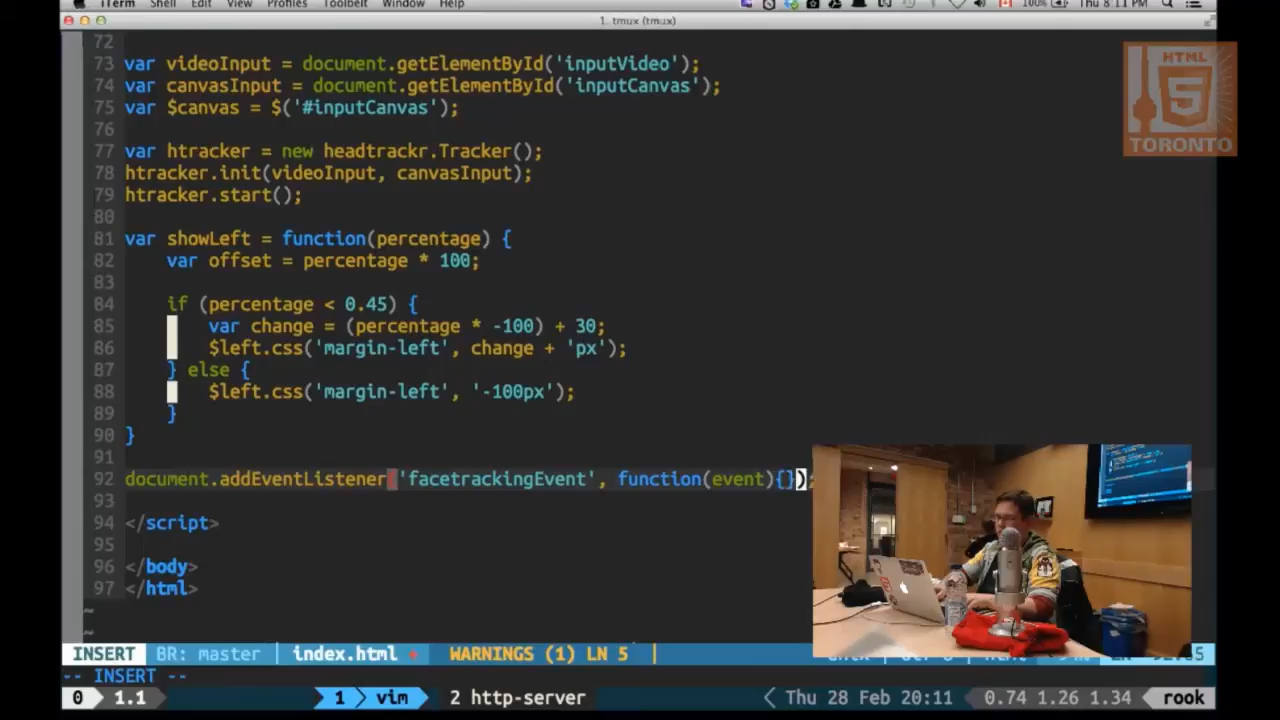 iTerm Shell Edit View Profiles Toolbelt Window Help 100% Thu 8:11 PM
1. tmux (tmux)
HTML
5
TORONTO
72
73 var videoInput = document.getElementById('inputVideo');
74 var canvasInput = document.getElementById('inputCanvas');
75 var $canvas = $('#inputCanvas');
76
77 var htracker = new headtrackr.Tracker();
78 htracker.init(videoInput, canvasInput);
79 htracker.start();
80
81 var showLeft = function(percentage) {
82 var offset = percentage * 100;
83
84 if (percentage < 0.45) {
85 var change = (percentage * -100) + 30;
86 $left.css('margin-left', change + 'px');
87 } else {
88 $left.css('margin-left', '-100px');
89 }
90 }
91
92 document.addEventListener('facetrackingEvent', function(event){});
93
94 </script>
95
96 </body>
97 </html>
~
~
INSERT BR: master index.html + WARNINGS (1) LN 5
-- INSERT --
0 1.1 1 vim 2 http-server Thu 28 Feb 20:11 0.74 1.26 1.34 rook